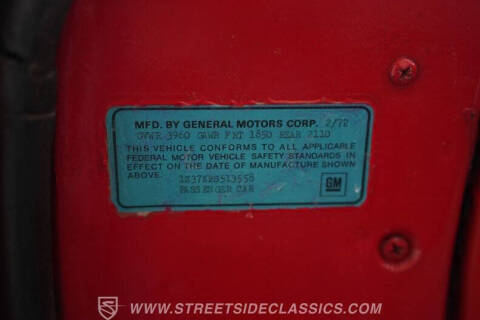 MFD. BY GENERAL MOTORS CORP. 2/72
GVWR 3960 GAWR FRT 1850 REAR 2110
THIS VEHICLE CONFORMS TO ALL APPLICABLE
FEDERAL MOTOR VEHICLE SAFETY STANDARDS IN
EFFECT ON THE DATE OF MANUFACTURE SHOWN
ABOVE.
1Z37K2S513558
PASSENGER CAR
GM
WWW.STREETSIDECLASSICS.COM